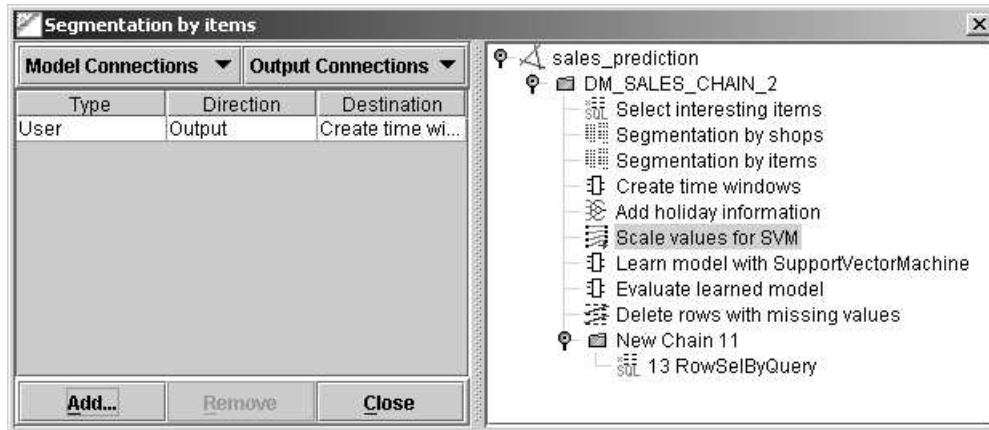 Segmentation by items
Model Connections Output Connections
Type Direction Destination
User Output Create time wi...
Add... Remove Close
sales_prediction
DM_SALES_CHAIN_2
SQL Select interesting items
Segmentation by shops
Segmentation by items
Create time windows
Add holiday information
Scale values for SVM
Learn model with SupportVectorMachine
Evaluate learned model
Delete rows with missing values
New Chain 11
SQL 13 RowSelByQuery